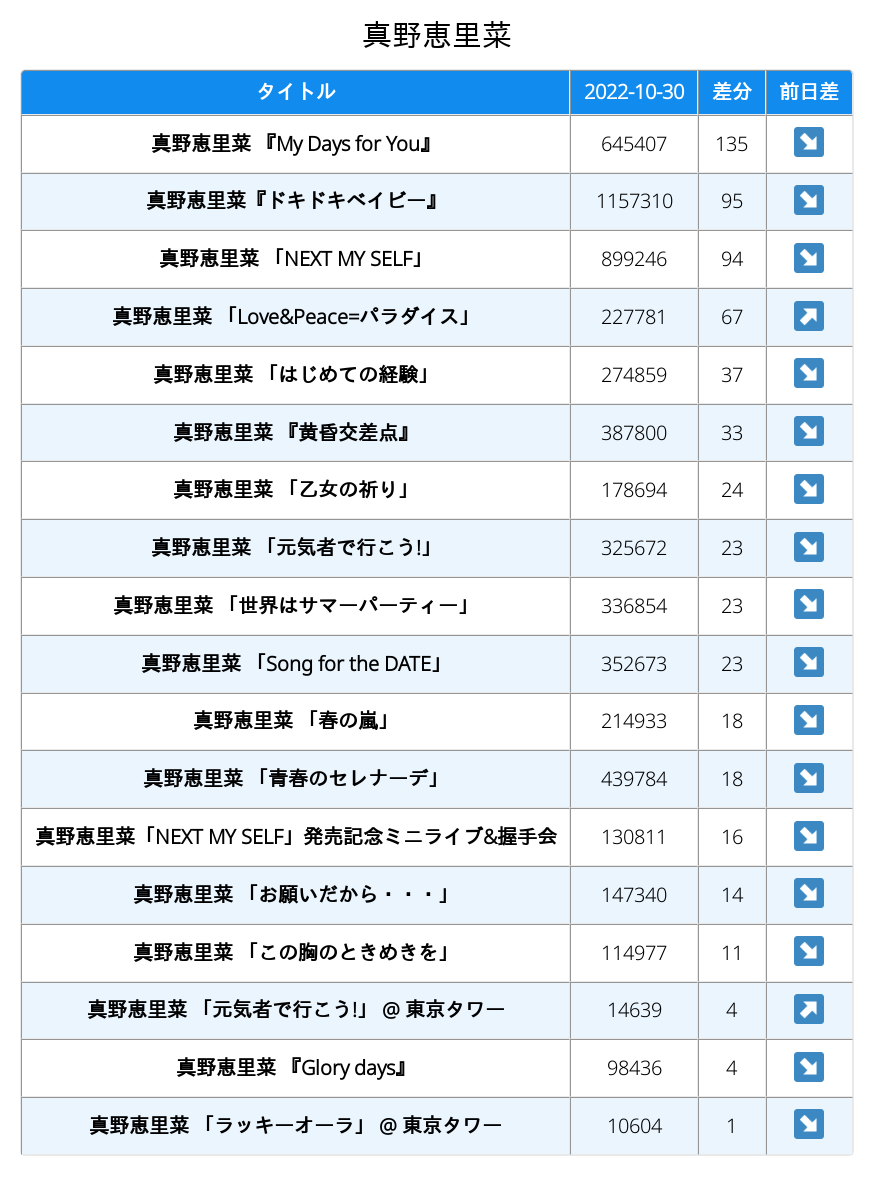 真野恵里菜
タイトル 2022-10-30 差分 前日差
真野恵里菜 『My Days for You』 645407 135 ↘
真野恵里菜『ドキドキベイビー』 1157310 95 ↘
真野恵里菜 「NEXT MY SELF」 899246 94 ↘
真野恵里菜 「Love&Peace=パラダイス」 227781 67 ↗
真野恵里菜 「はじめての経験」 274859 37 ↘
真野恵里菜 『黄昏交差点』 387800 33 ↘
真野恵里菜 「乙女の祈り」 178694 24 ↘
真野恵里菜 「元気者で行こう!」 325672 23 ↘
真野恵里菜 「世界はサマーパーティー」 336854 23 ↘
真野恵里菜 「Song for the DATE」 352673 23 ↘
真野恵里菜 「春の嵐」 214933 18 ↘
真野恵里菜 「青春のセレナーデ」 439784 18 ↘
真野恵里菜「NEXT MY SELF」発売記念ミニライブ&握手会 130811 16 ↘
真野恵里菜 「お願いだから・・・」 147340 14 ↘
真野恵里菜 「この胸のときめきを」 114977 11 ↘
真野恵里菜 「元気者で行こう!」 @ 東京タワー 14639 4 ↗
真野恵里菜 『Glory days』 98436 4 ↘
真野恵里菜 「ラッキーオーラ」 @ 東京タワー 10604 1 ↘